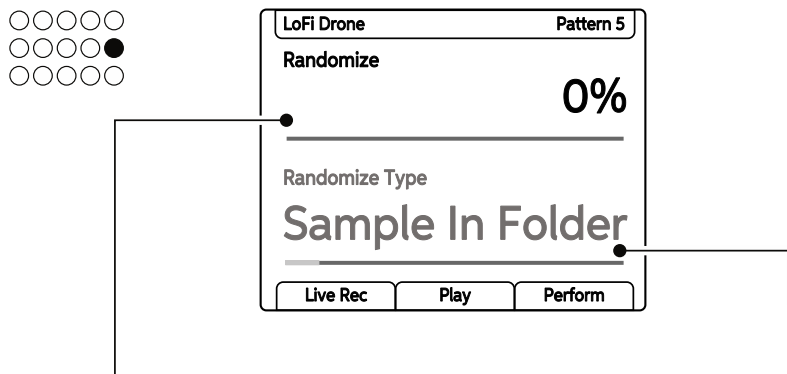 LoFi Drone Pattern 5
Randomize
0%
Randomize Type
Sample In Folder
Live Rec Play Perform